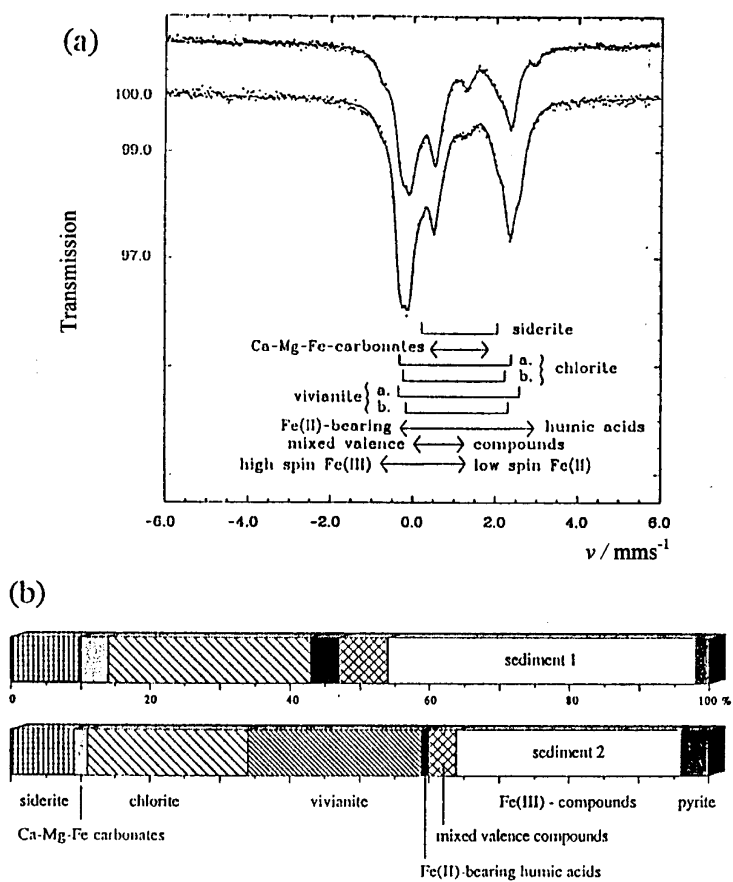 (a)
100.0
99.0
97.0
Transmission
siderite
Ca-Mg-Fe-carbonates
a. chlorite
b.
vivianite a.
b.
Fe(II)-bearing humic acids
mixed valence compounds
high spin Fe(III) low spin Fe(II)
-6.0 -4.0 -2.0 0.0 2.0 4.0 6.0
v / mms-1
(b)
sediment 1
0 20 40 60 80 100 %
sediment 2
siderite chlorite vivianite Fe(III) - compounds pyrite
Ca-Mg-Fe carbonates mixed valence compounds
Fe(II)-bearing humic acids